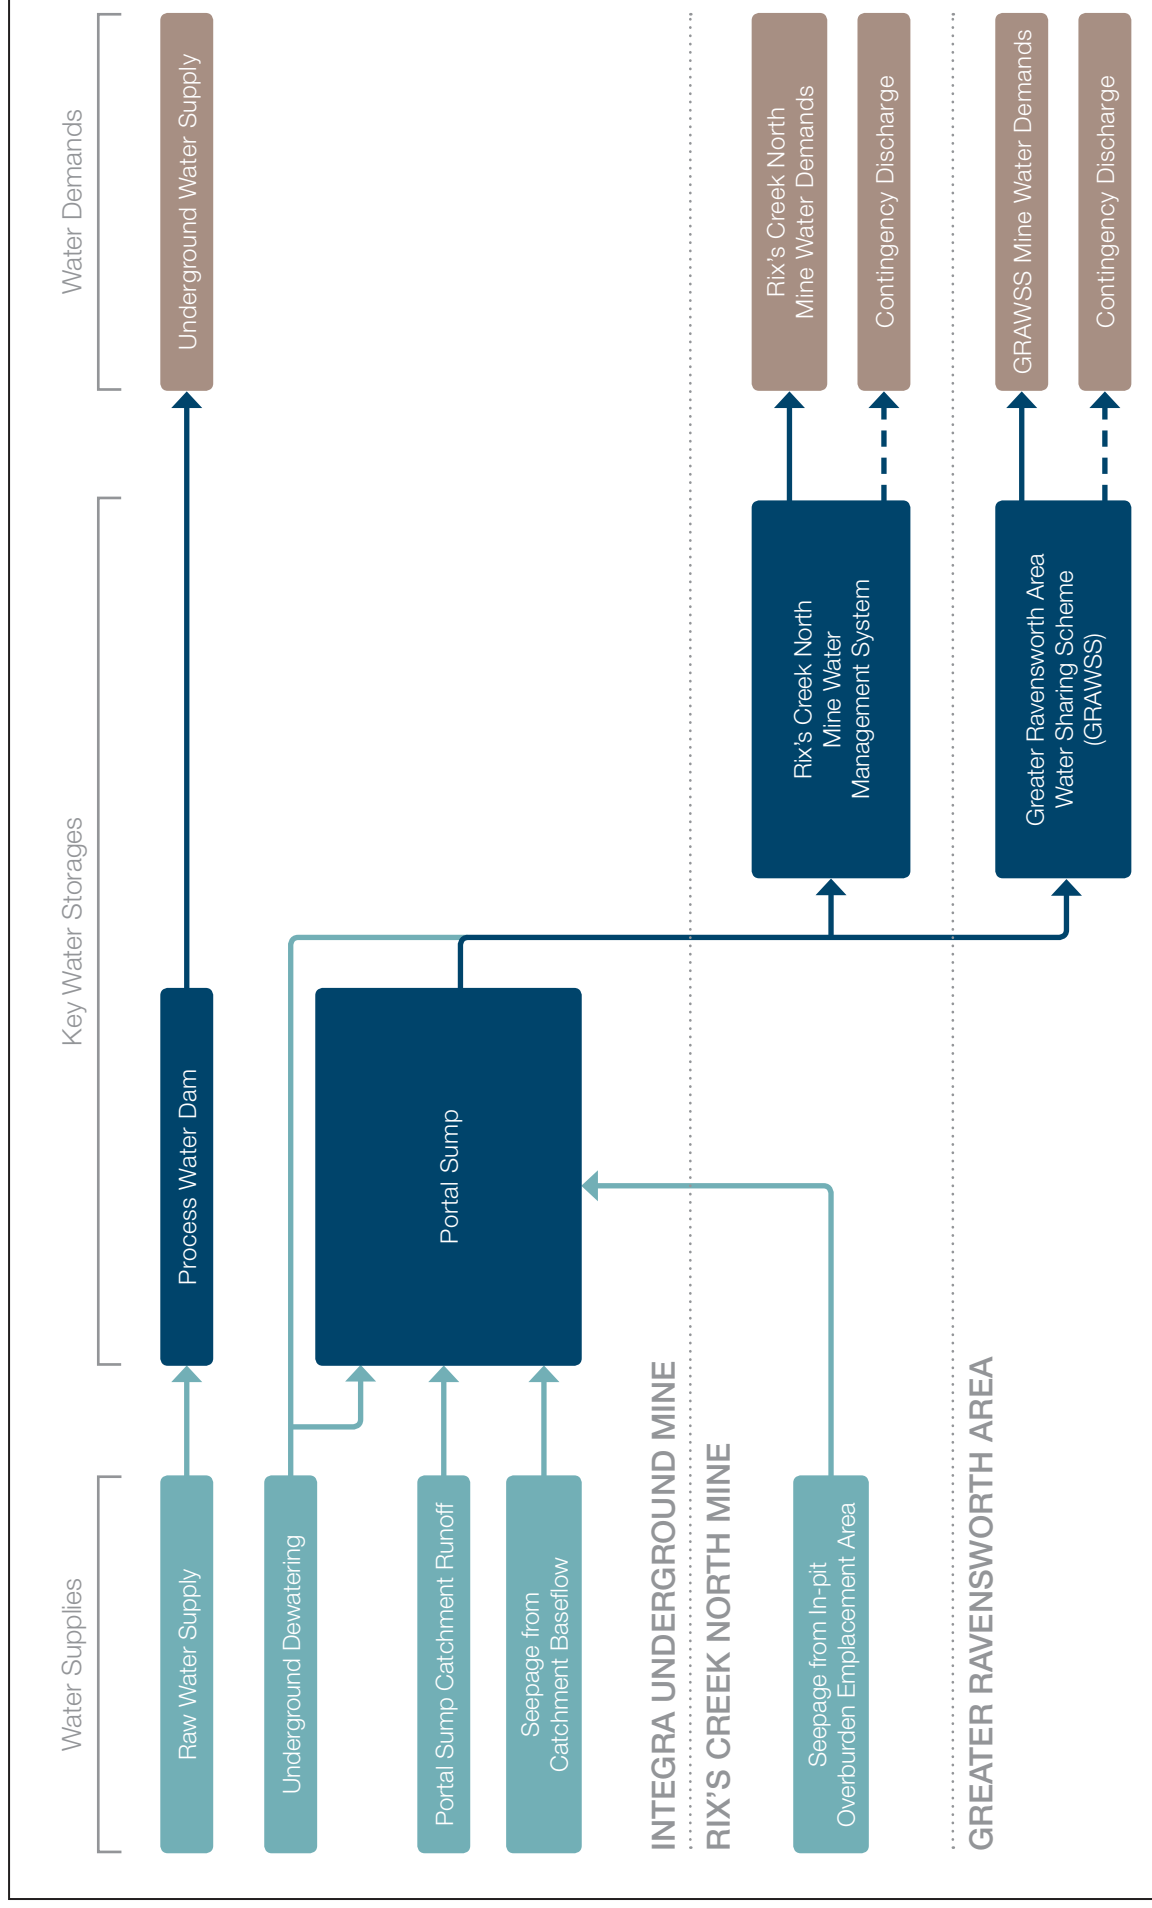 Water Supplies
Key Water Storages
Water Demands
Raw Water Supply
Process Water Dam
Underground Water Supply
Underground Dewatering
Portal Sump Catchment Runoff
Portal Sump
Seepage from
Catchment Baseflow
INTEGRA UNDERGROUND MINE
RIX'S CREEK NORTH MINE
Seepage from In-pit
Overburden Emplacement Area
Rix's Creek North
Mine Water
Management System
Rix's Creek North
Mine Water Demands
Contingency Discharge
GREATER RAVENSWORTH AREA
Greater Ravensworth Area
Water Sharing Scheme
(GRAWSS)
GRAWSS Mine Water Demands
Contingency Discharge